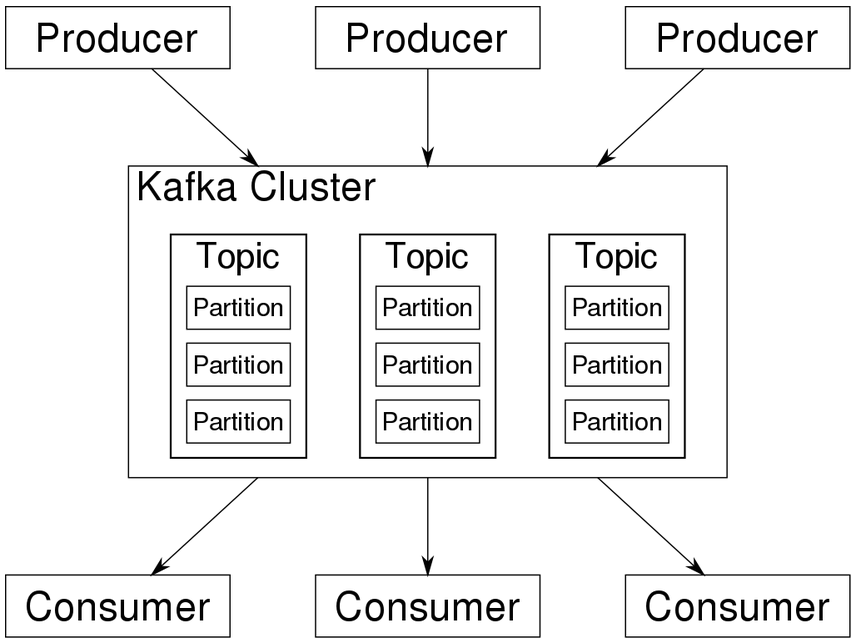 Producer
Producer
Producer
Kafka Cluster
Topic
Topic
Topic
Partition
Partition
Partition
Partition
Partition
Partition
Partition
Partition
Partition
Consumer
Consumer
Consumer